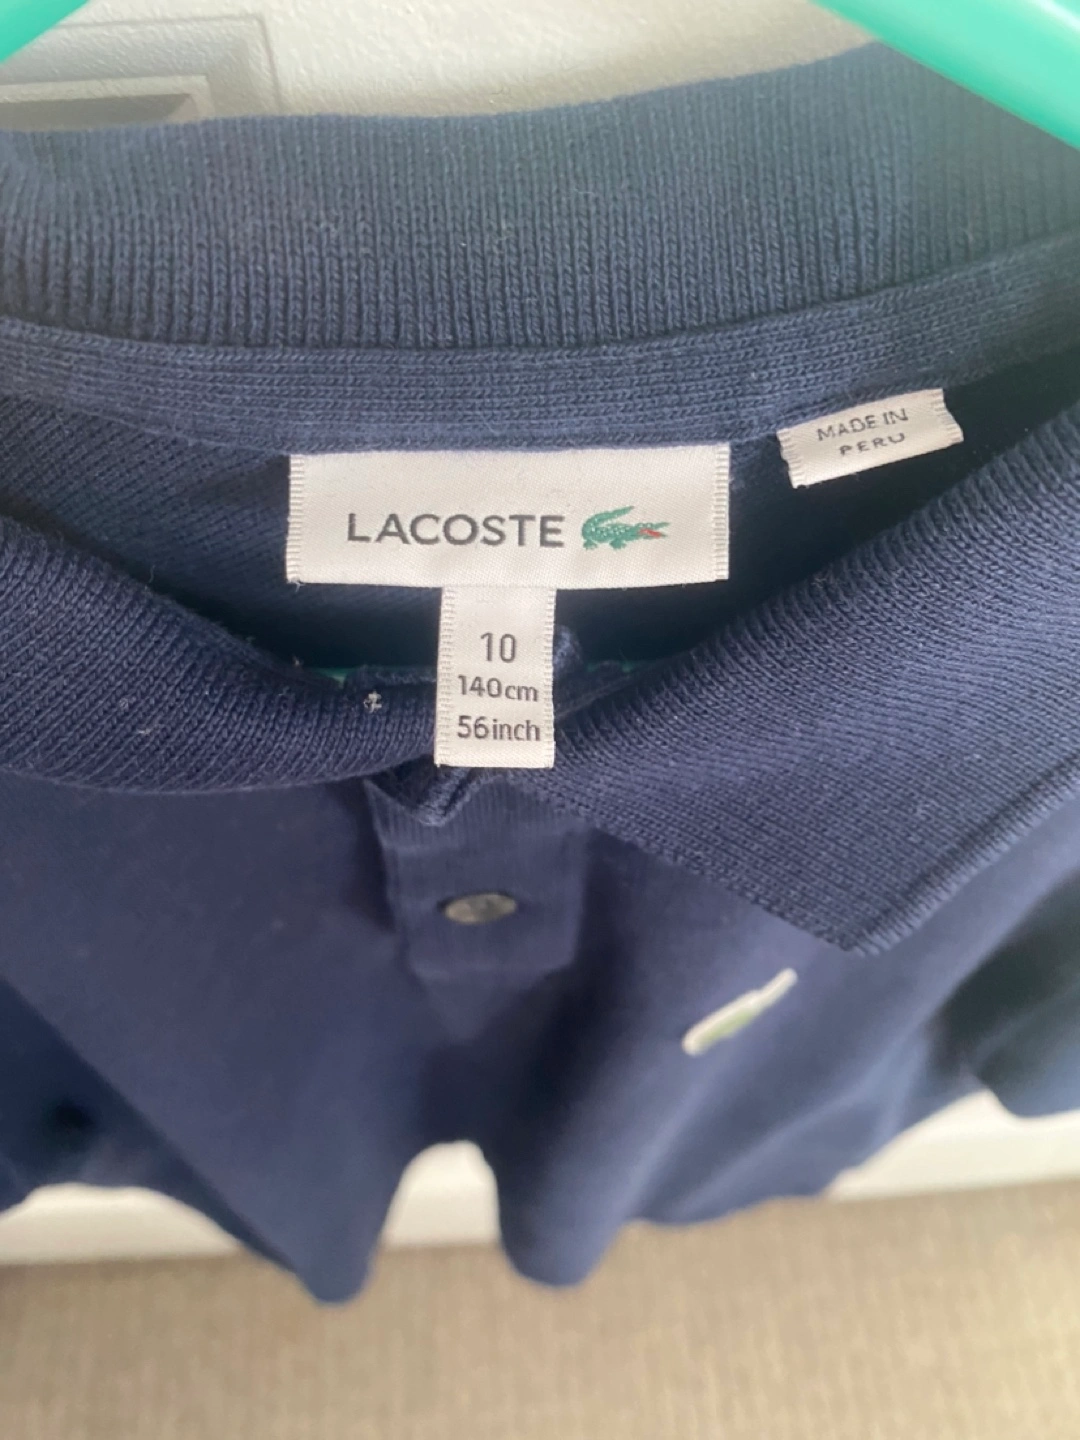 MADE IN
PERU
LACOSTE
10
140cm
56inch